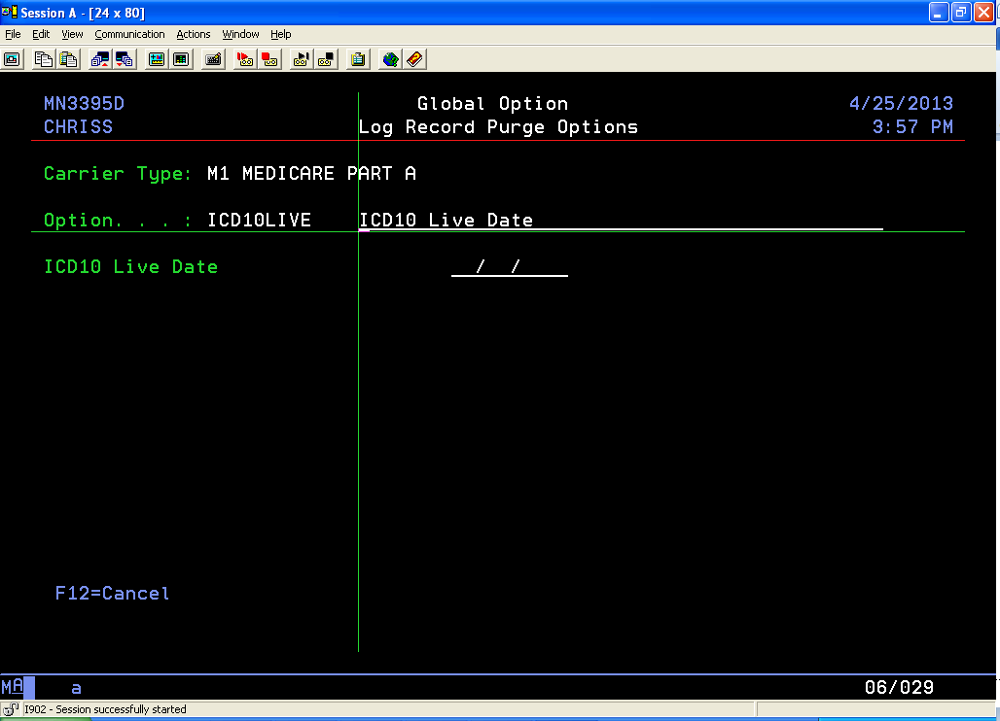 Session A - [24 x 80]
File Edit View Communication Actions Window Help
MN3395D Global Option 4/25/2013
CHRISS Log Record Purge Options 3:57 PM
Carrier Type: M1 MEDICARE PART A
Option. . . : ICD10LIVE ICD10 Live Date
ICD10 Live Date / /
F12=Cancel
MA a 06/029
I902 - Session successfully started